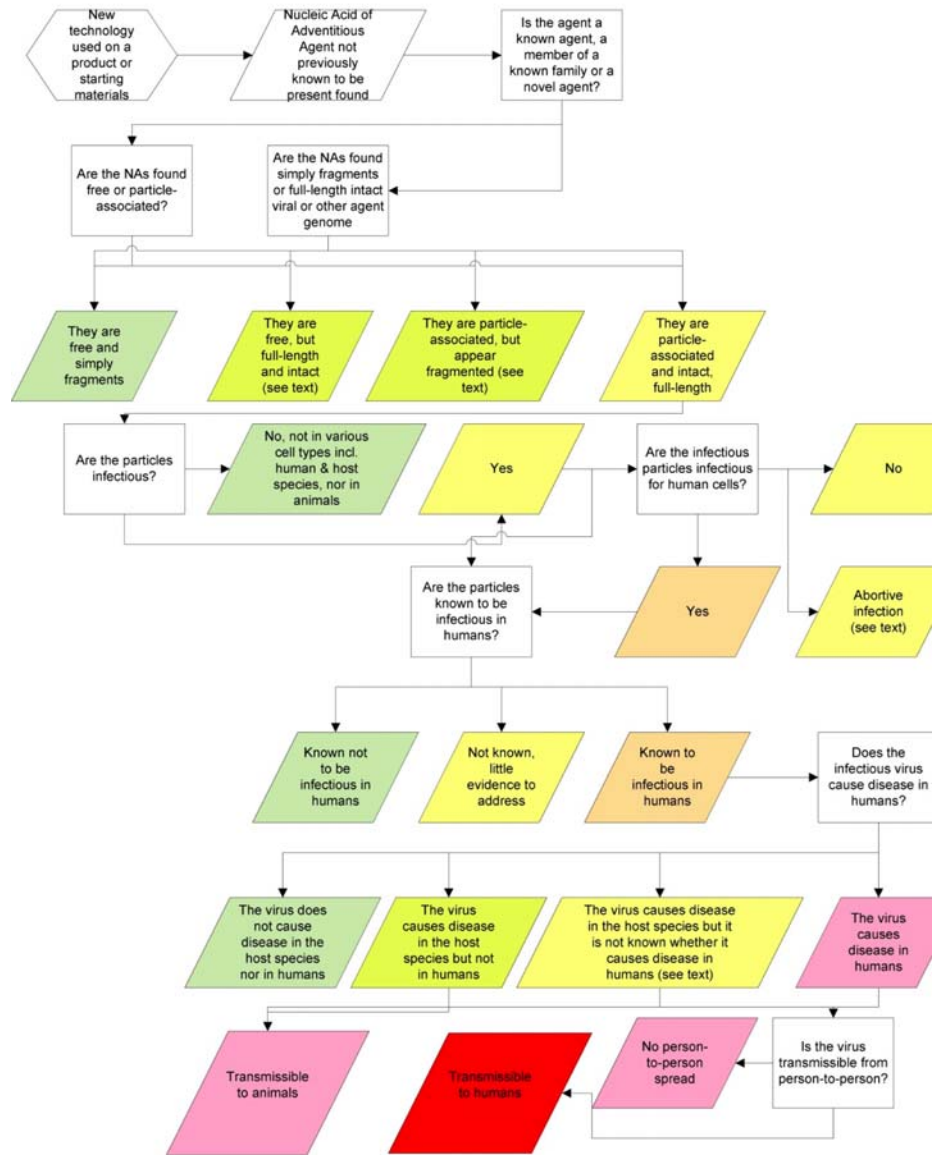 New
technology
used on a
product or
starting
materials
Nucleic Acid of
Adventitious
Agent not
previously
known to be
present found
Is the agent a
known agent, a
member of a
known family or a
novel agent?
Are the NAs found
free or particle-
associated?
Are the NAs found
simply fragments
or full-length intact
viral or other agent
genome
They are
free and
simply
fragments
They are
free, but
full-length
and intact
(see text)
They are particle-
associated, but
appear
fragmented (see
text)
They are
particle-
associated
and intact,
full-length
Are the particles
infectious?
No, not in various
cell types incl.
human & host
species, nor in
animals
Yes
Are the infectious
particles infectious
for human cells?
No
Are the particles
known to be
infectious in
humans?
Yes
Abortive
infection
(see text)
Known not
to be
infectious in
humans
Not known,
little
evidence to
address
Known to
be
infectious in
humans
Does the
infectious virus
cause disease in
humans?
The virus does
not cause
disease in the
host species
nor in humans
The virus
causes disease
in the host
species but not
in humans
The virus causes disease
in the host species but it
is not known whether it
causes disease in
humans (see text)
The virus
causes
disease in
humans
Transmissible
to animals
Transmissible
to humans
No person-
to-person
spread
Is the virus
transmissible from
person-to-person?